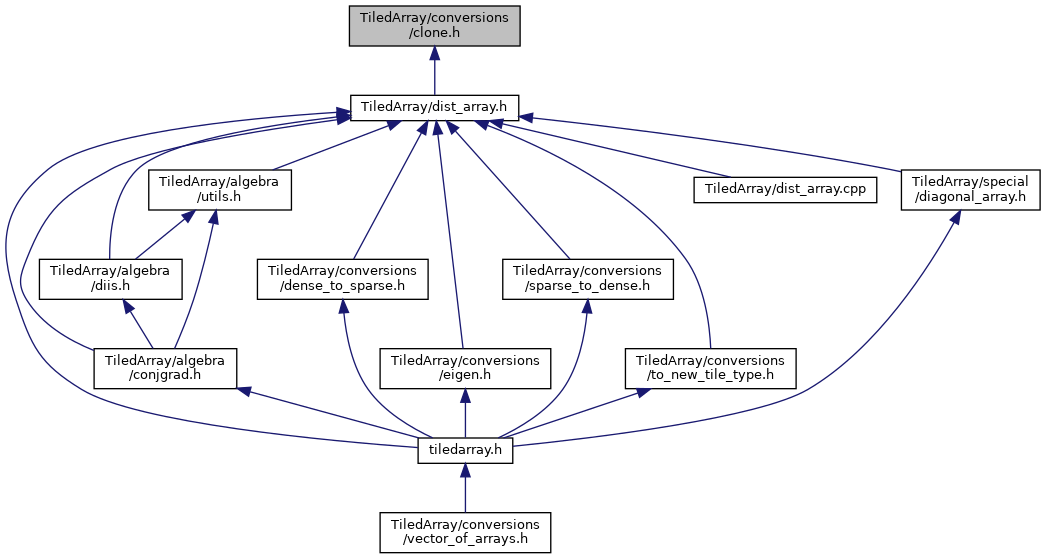 TiledArray/conversions
/clone.h
TiledArray/dist_array.h
TiledArray/algebra
/utils.h
TiledArray/dist_array.cpp
TiledArray/special
/diagonal_array.h
TiledArray/algebra
/diis.h
TiledArray/conversions
/dense_to_sparse.h
TiledArray/conversions
/sparse_to_dense.h
TiledArray/algebra
/conjgrad.h
TiledArray/conversions
/eigen.h
TiledArray/conversions
/to_new_tile_type.h
tiledarray.h
TiledArray/conversions
/vector_of_arrays.h